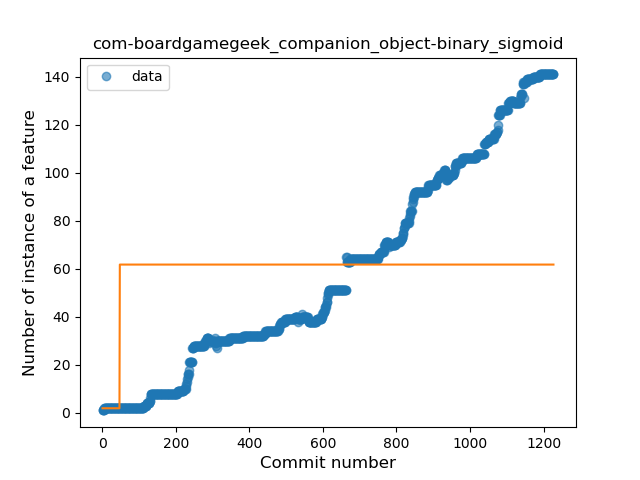 com-boardgamegeek_companion_object-binary_sigmoid
data
Number of instance of a feature
140
120
100
80
60
40
20
0
0 200 400 600 800 1000 1200
Commit number